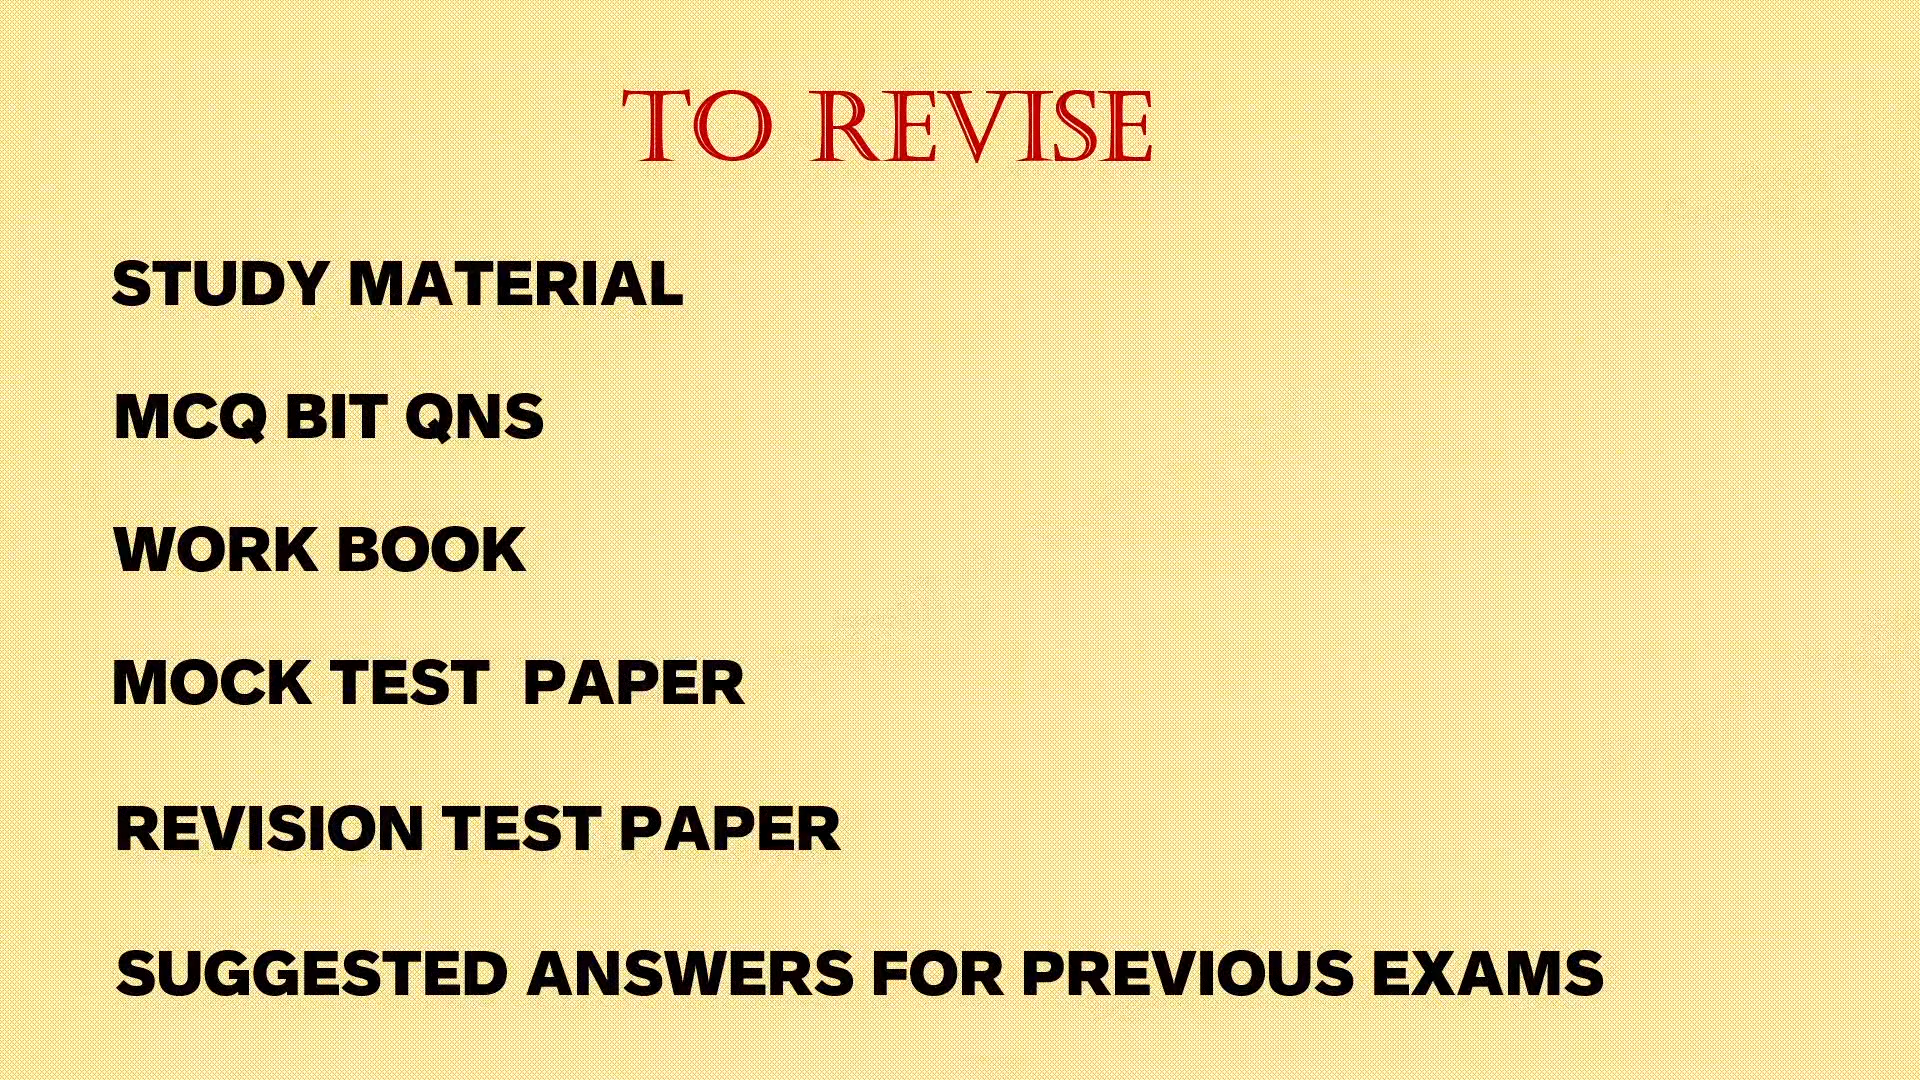 TO REVISE
STUDY MATERIAL
MCQ BIT QNS
WORK BOOK
MOCK TEST  PAPER
REVISION TEST PAPER
SUGGESTED ANSWERS FOR PREVIOUS EXAMS